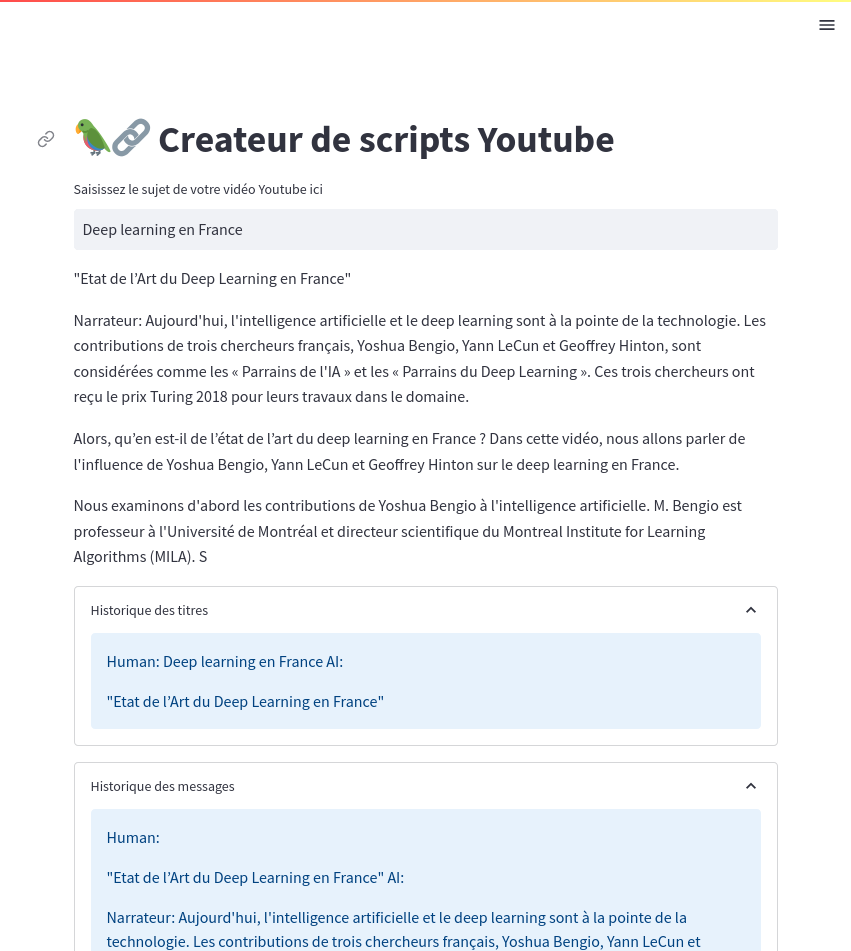 Createur de scripts Youtube
Saisissez le sujet de votre vidéo Youtube ici
Deep learning en France
"Etat de l’Art du Deep Learning en France"
Narrateur: Aujourd'hui, l'intelligence artificielle et le deep learning sont à la pointe de la technologie. Les
contributions de trois chercheurs français, Yoshua Bengio, Yann LeCun et Geoffrey Hinton, sont
considérées comme les « Parrains de l'IA » et les « Parrains du Deep Learning ». Ces trois chercheurs ont
reçu le prix Turing 2018 pour leurs travaux dans le domaine.
Alors, qu’en est-il de l’état de l’art du deep learning en France ? Dans cette vidéo, nous allons parler de
l'influence de Yoshua Bengio, Yann LeCun et Geoffrey Hinton sur le deep learning en France.
Nous examinons d'abord les contributions de Yoshua Bengio à l'intelligence artificielle. M. Bengio est
professeur à l'Université de Montréal et directeur scientifique du Montreal Institute for Learning
Algorithms (MILA). S
Historique des titres
Human: Deep learning en France AI:
"Etat de l’Art du Deep Learning en France"
Historique des messages
Human:
"Etat de l’Art du Deep Learning en France" AI:
Narrateur: Aujourd'hui, l'intelligence artificielle et le deep learning sont à la pointe de la
technologie. Les contributions de trois chercheurs français, Yoshua Bengio, Yann LeCun et